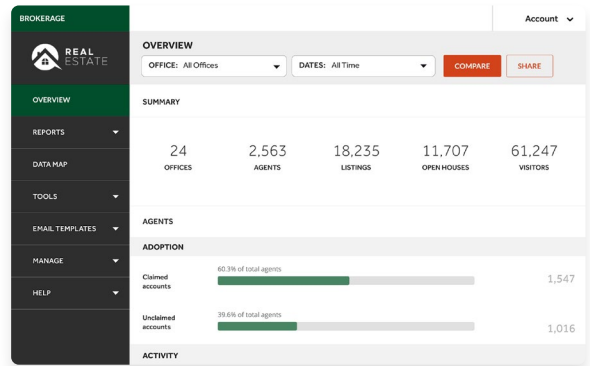 BROKERAGE
Account
REAL
ESTATE
OVERVIEW
REPORTS
DATA MAP
TOOLS
EMAIL TEMPLATES
MANAGE
HELP
OVERVIEW
OFFICE: All Offices
DATES: All Time
COMPARE
SHARE
SUMMARY
24
OFFICES
2,563
AGENTS
18,235
LISTINGS
11,707
OPEN HOUSES
61,247
VISITORS
AGENTS
ADOPTION
Claimed
accounts
60.3% of total agents
1,547
Unclaimed
accounts
39.6% of total agents
1,016
ACTIVITY